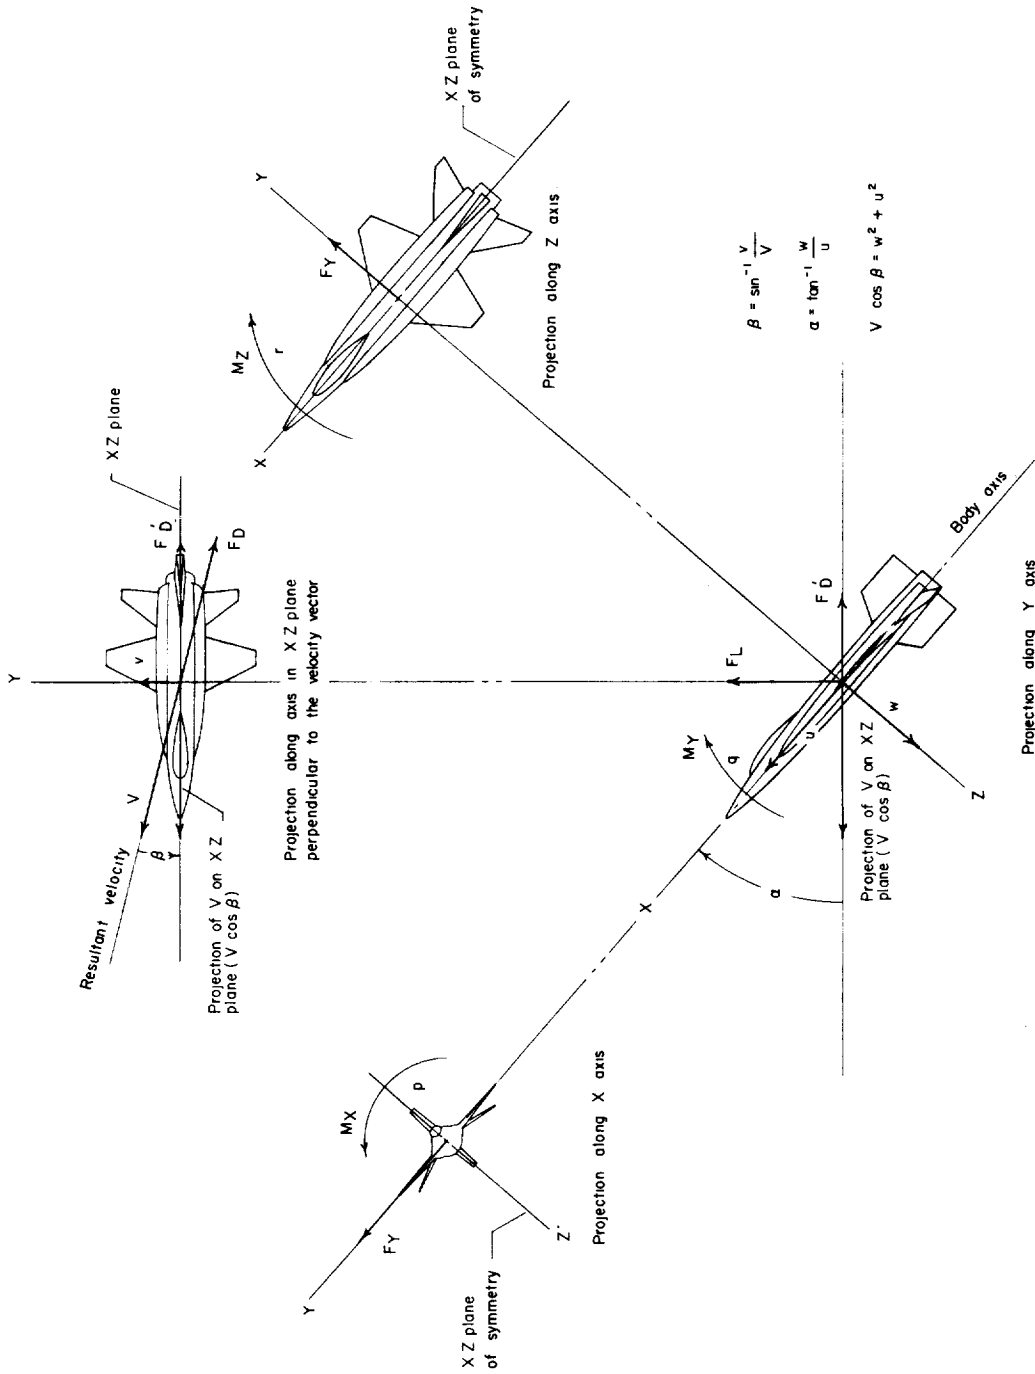 Y
Resultant velocity
V
β
v
Projection of V on XZ
plane (V cos β)
XZ plane
F'D
FD
Projection along axis in XZ plane
perpendicular to the velocity vector
X
MZ
r
FY
Y
XZ plane
of symmetry
Projection along Z axis
Y
FY
MX
p
Z
XZ plane
of symmetry
Projection along X axis
X
α
MY
q
u
FL
F'D
w
Z
Projection of V on XZ
plane (V cos β)
Body axis
Projection along Y axis
β = sin⁻¹ v/V
α = tan⁻¹ w/u
V cos β = w² + u²